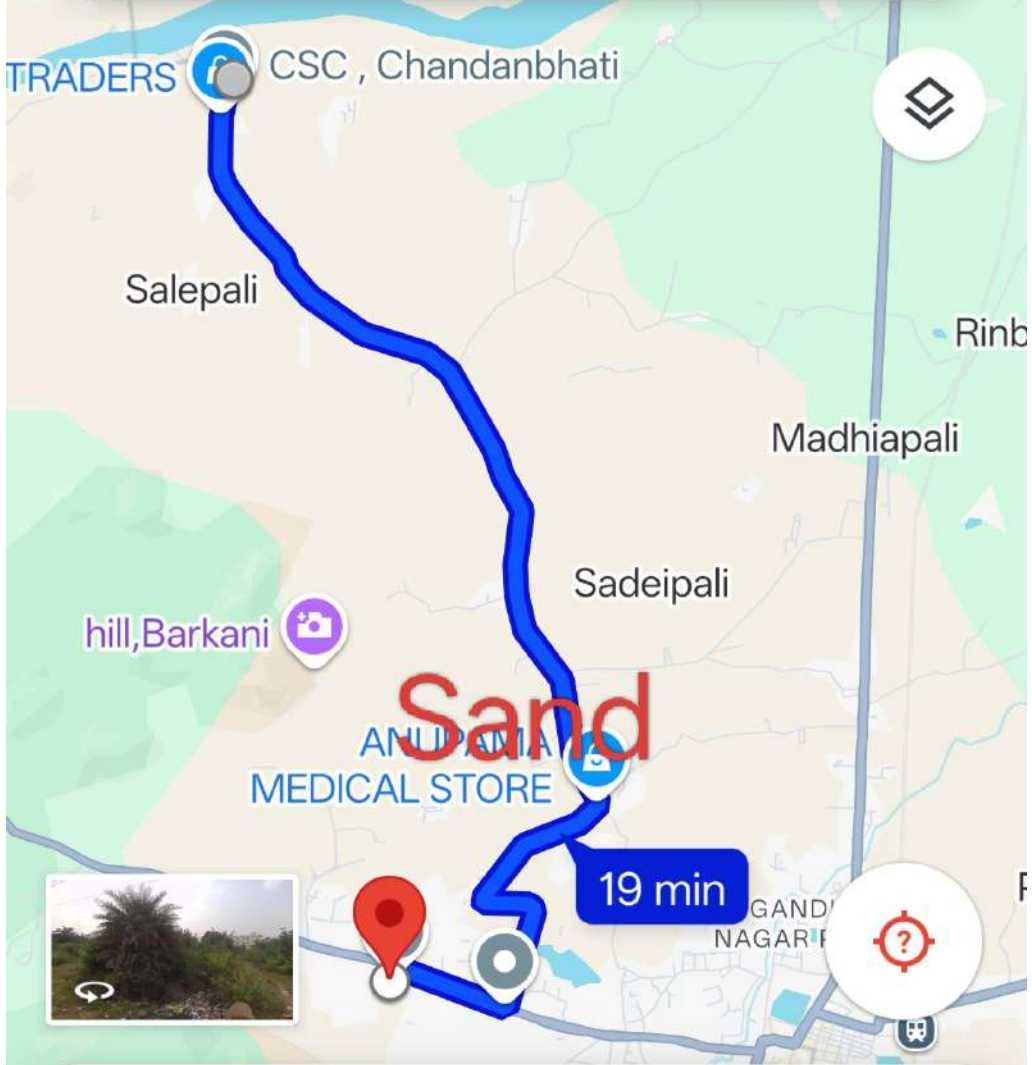 TRADERS
CSC , Chandanbhati
Salepali
Rinb
Madhiapali
Sadeipali
hill,Barkani
Sand
ANUPAMA
MEDICAL STORE
19 min
GANDI
NAGAR
?